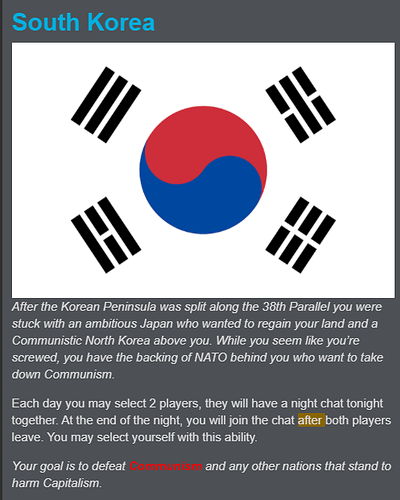 South Korea
After the Korean Peninsula was split along the 38th Parallel you were
stuck with an ambitious Japan who wanted to regain your land and a
Communistic North Korea above you. While you seem like you're
screwed, you have the backing of NATO behind you who want to take
down Communism.
Each day you may select 2 players, they will have a night chat tonight
together. At the end of the night, you will join the chat after both players
leave. You may select yourself with this ability.
Your goal is to defeat Communism and any other nations that stand to
harm Capitalism.